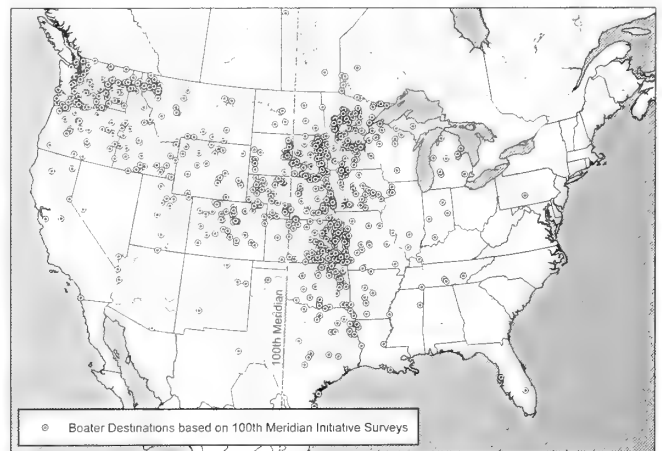 100th Meridian
Boater Destinations based on 100th Meridian Initiative Surveys